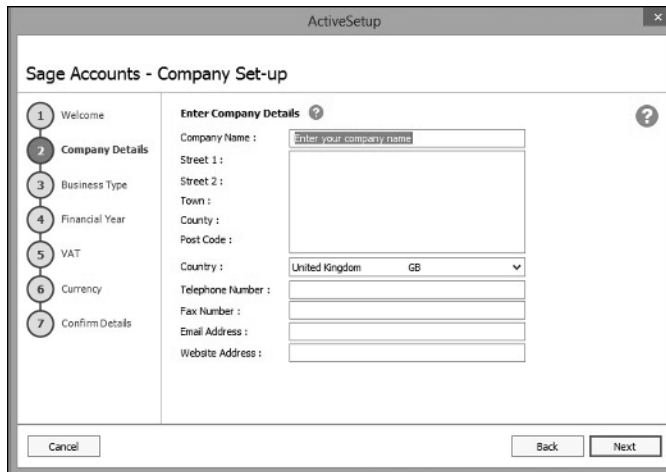 ActiveSetup
Sage Accounts - Company Set-up
1 Welcome
2 Company Details
3 Business Type
4 Financial Year
5 VAT
6 Currency
7 Confirm Details
Enter Company Details ?
?
Company Name : Enter your company name
Street 1 :
Street 2 :
Town :
County :
Post Code :
Country : United Kingdom GB
Telephone Number :
Fax Number :
Email Address :
Website Address :
Cancel Back Next